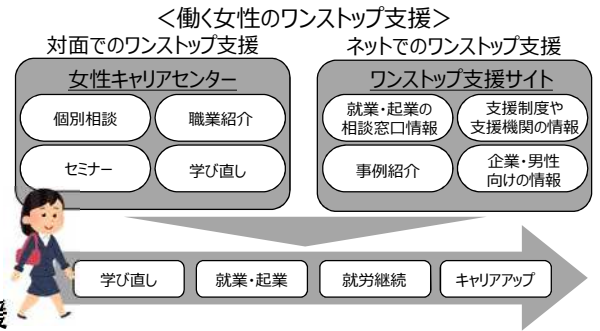 ＜働く女性のワンストップ支援＞
対面でのワンストップ支援
ネットでのワンストップ支援
女性キャリアセンター
個別相談
職業紹介
セミナー
学び直し
ワンストップ支援サイト
就業・起業の
相談窓口情報
支援制度や
支援機関の情報
事例紹介
企業・男性
向けの情報
学び直し
就業・起業
就労継続
キャリアアップ
援